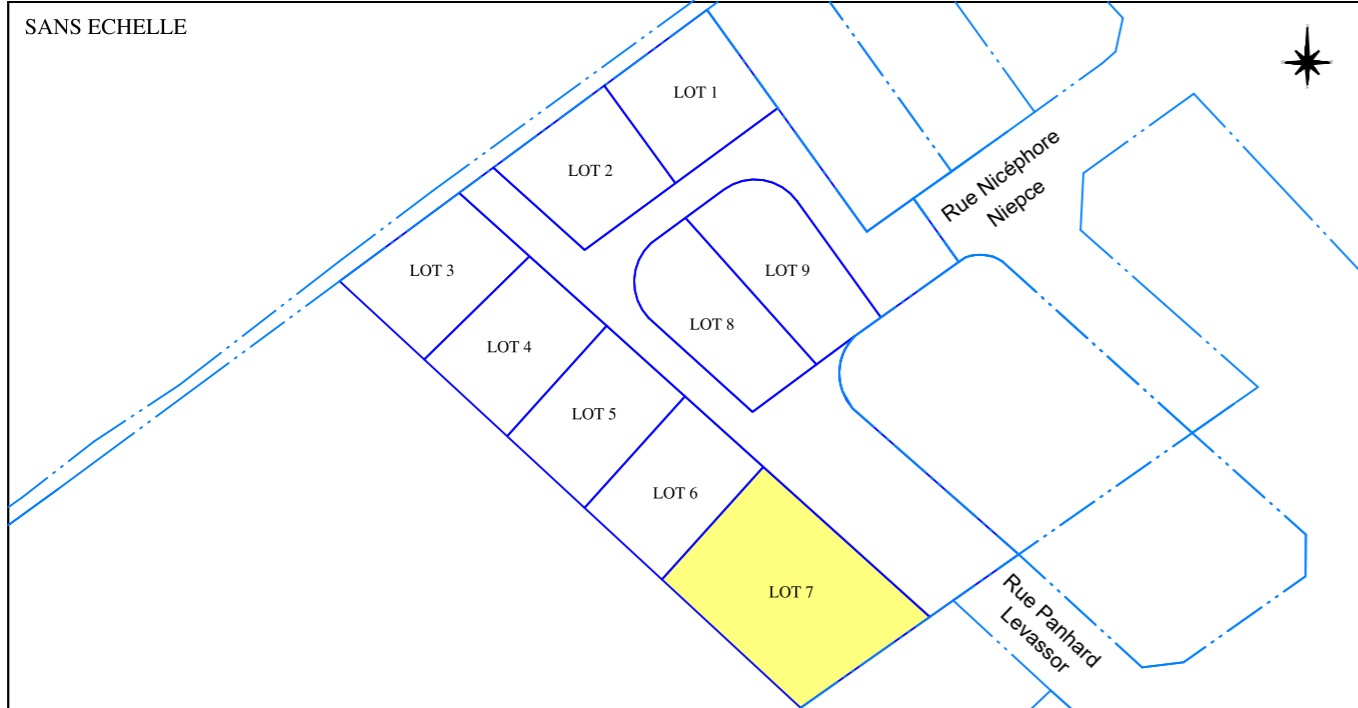 SANS ECHELLE
LOT 1
LOT 2
LOT 3
LOT 4
LOT 5
LOT 6
LOT 7
LOT 8
LOT 9
Rue Nicéphore
Niepce
Rue Panhard
Levassor